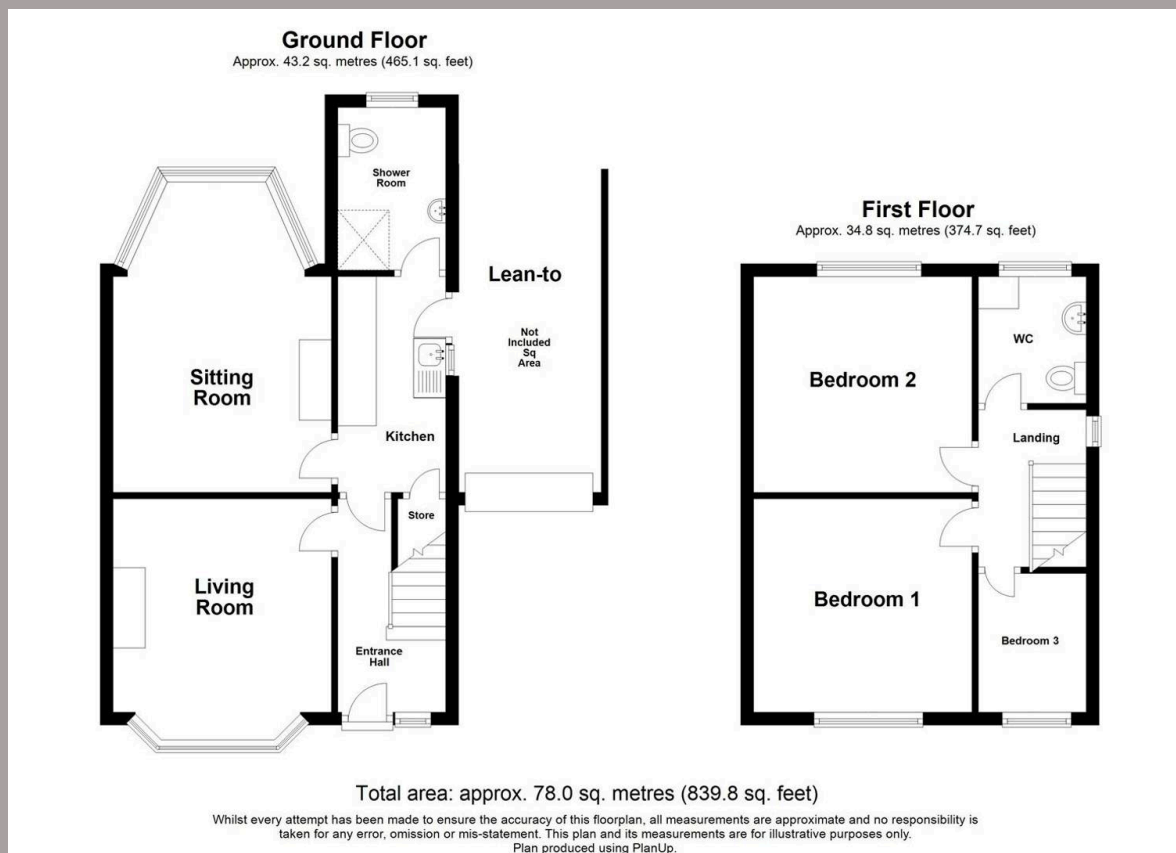 Ground Floor
Approx. 43.2 sq. metres (465.1 sq. feet)
Shower
Room
Lean-to
Not
Included
Sq
Area
Sitting
Room
Kitchen
Store
Living
Room
Entrance
Hall
First Floor
Approx. 34.8 sq. metres (374.7 sq. feet)
WC
Bedroom 2
Landing
Bedroom 1
Bedroom 3
Total area: approx. 78.0 sq. metres (839.8 sq. feet)
Whilst every attempt has been made to ensure the accuracy of this floorplan, all measurements are approximate and no responsibility is
taken for any error, omission or mis-statement. This plan and its measurements are for illustrative purposes only.
Plan produced using PlanUp.